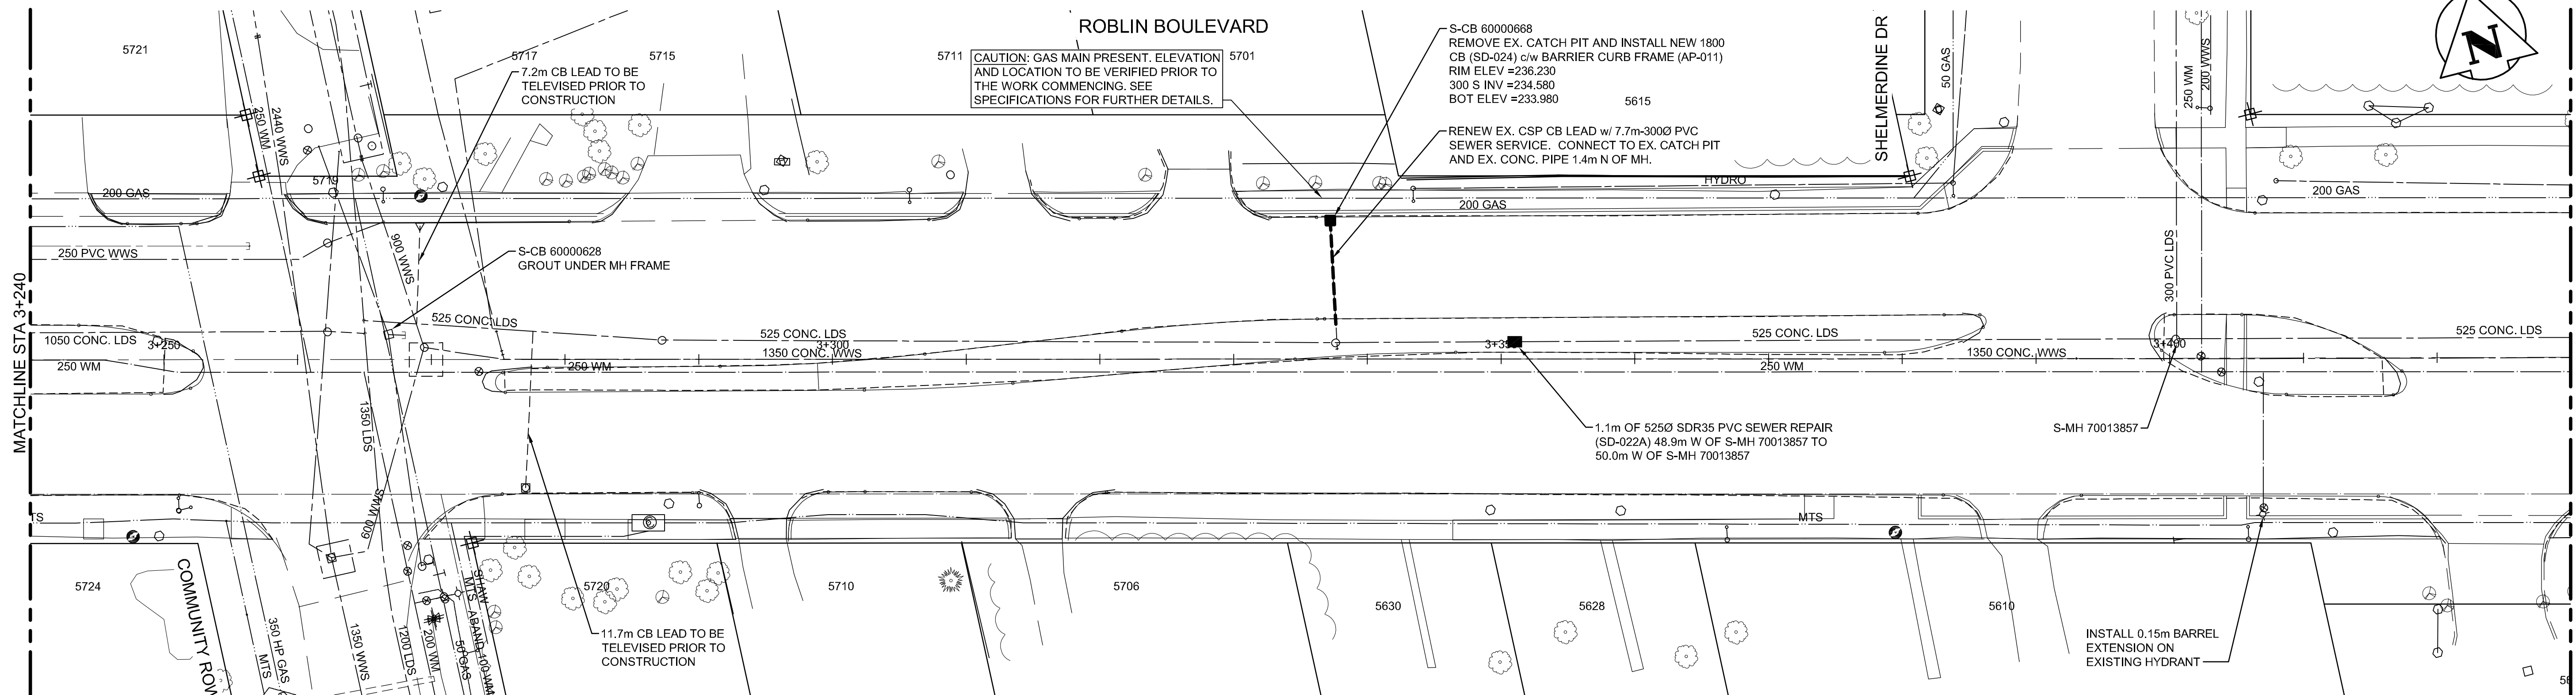 ROBLIN BOULEVARD
SHELMERDINE DR
N
5721
5717
5715
5711
5701
5615
7.2m CB LEAD TO BE
TELEVISED PRIOR TO
CONSTRUCTION
CAUTION: GAS MAIN PRESENT. ELEVATION
AND LOCATION TO BE VERIFIED PRIOR TO
THE WORK COMMENCING. SEE
SPECIFICATIONS FOR FURTHER DETAILS.
S-CB 60000668
REMOVE EX. CATCH PIT AND INSTALL NEW 1800
CB (SD-024) c/w BARRIER CURB FRAME (AP-011)
RIM ELEV =236.230
300 S INV =234.580
BOT ELEV =233.980
RENEW EX. CSP CB LEAD w/ 7.7m-300Ø PVC
SEWER SERVICE. CONNECT TO EX. CATCH PIT
AND EX. CONC. PIPE 1.4m N OF MH.
250 WM
2440 WWS
50 GAS
250 WM
200 WWS
5719
200 GAS
HYDRO
200 GAS
200 GAS
250 PVC WWS
900 WWS
S-CB 60000628
GROUT UNDER MH FRAME
300 PVC LDS
MATCHLINE STA 3+240
525 CONC. LDS
525 CONC. LDS
525 CONC. LDS
525 CONC. LDS
1050 CONC. LDS
3+250
3+300
3+350
3+400
1350 CONC. WWS
1350 CONC. WWS
250 WM
250 WM
250 WM
1350 LDS
1.1m OF 525Ø SDR35 PVC SEWER REPAIR
(SD-022A) 48.9m W OF S-MH 70013857 TO
50.0m W OF S-MH 70013857
S-MH 70013857
600 WWS
TS
MTS
5724
COMMUNITY ROW
5720
5710
5706
5630
5628
5610
11.7m CB LEAD TO BE
TELEVISED PRIOR TO
CONSTRUCTION
350 HP GAS
MTS
1350 WWS
1200 LDS
200 WM
50 GAS
SHAW
MTS
ABAND 100 WM
INSTALL 0.15m BARREL
EXTENSION ON
EXISTING HYDRANT